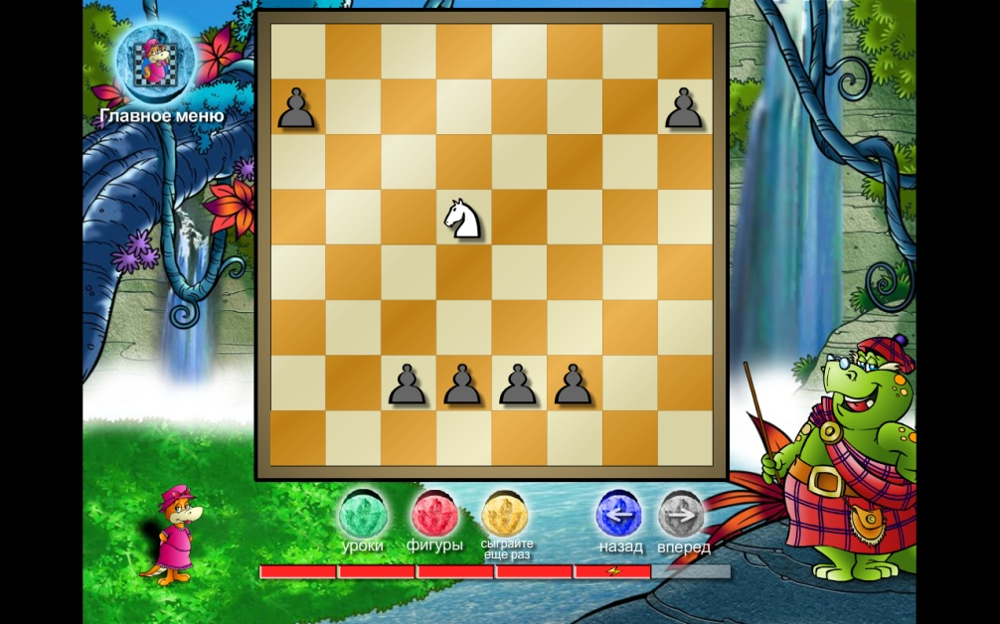 Главное меню
уроки
фигуры
сыграйте
еще раз
назад
вперед